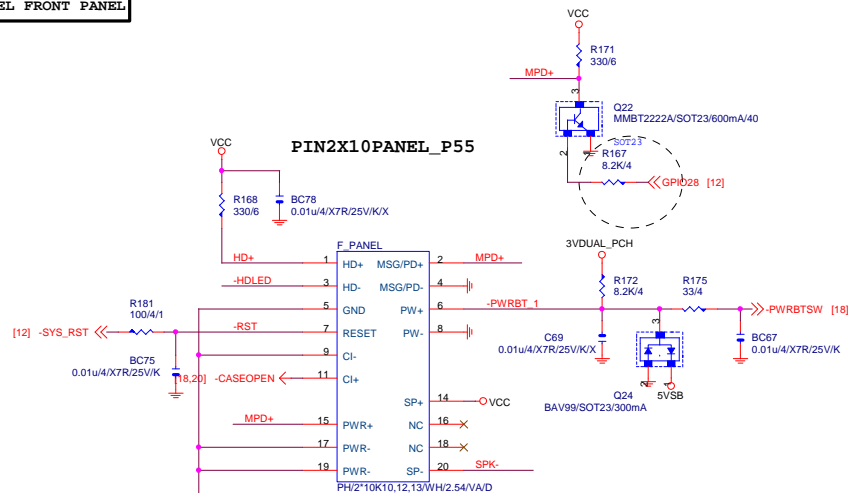 EL FRONT PANEL
VCC
R171
330/6
MPD+
3
Q22
MMBT2222A/SOT23/600mA/40
SOT23
2
R167
8.2K/4
GPIO28 [12]
PIN2X10PANEL_P55
VCC
R168
330/6
BC78
0.01u/4/X7R/25V/K/X
3VDUAL_PCH
R172
8.2K/4
R175
33/4
F_PANEL
HD+ 1 HD+ MSG/PD+ 2 MPD+
-HDLED 3 HD- MSG/PD- 4
5 GND PW+ 6 -PWRBT_1
-PWRBTSW [18]
R181
100/4/1
[12] -SYS_RST
-RST 7 RESET PW- 8
9 CI-
C69
0.01u/4/X7R/25V/K/X
3
BC67
0.01u/4/X7R/25V/K
BC75
0.01u/4/X7R/25V/K
[18,20] -CASEOPEN 11 CI+
2
1
Q24
5VSB
BAV99/SOT23/300mA
SP+ 14 VCC
MPD+ 15 PWR+ NC 16
17 PWR- NC 18
19 PWR- SP- 20 SPK-
PH/2*10K10,12,13/WH/2.54/VA/D